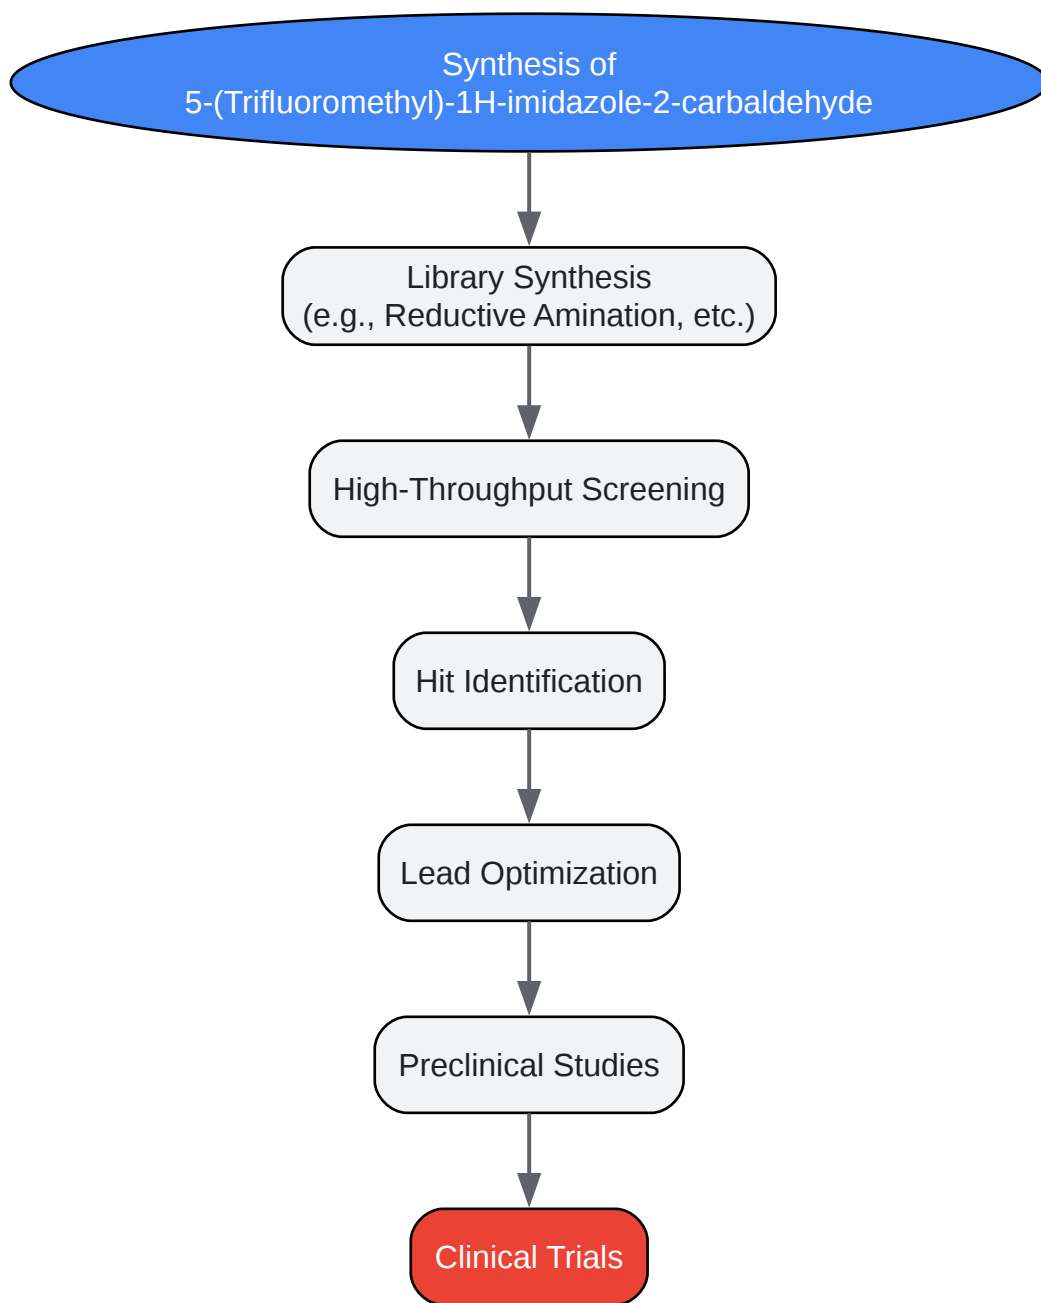 Synthesis of
5-(Trifluoromethyl)-1H-imidazole-2-carbaldehyde
Library Synthesis
(e.g., Reductive Amination, etc.)
High-Throughput Screening
Hit Identification
Lead Optimization
Preclinical Studies
Clinical Trials